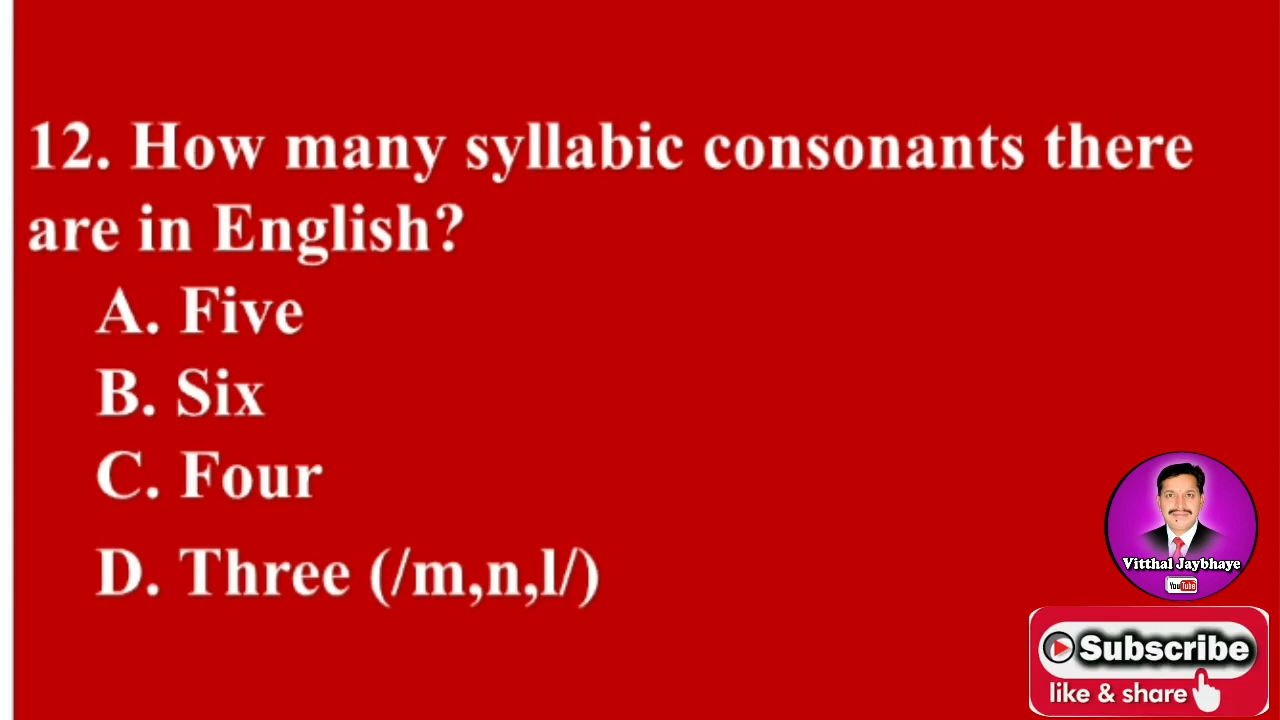 12. How many syllabic consonants there
are in English?
A. Five
B. Six
C. Four
D. Three (/m,n,l/)
Vitthal Jaybhaye
YouTube
Subscribe
like & share